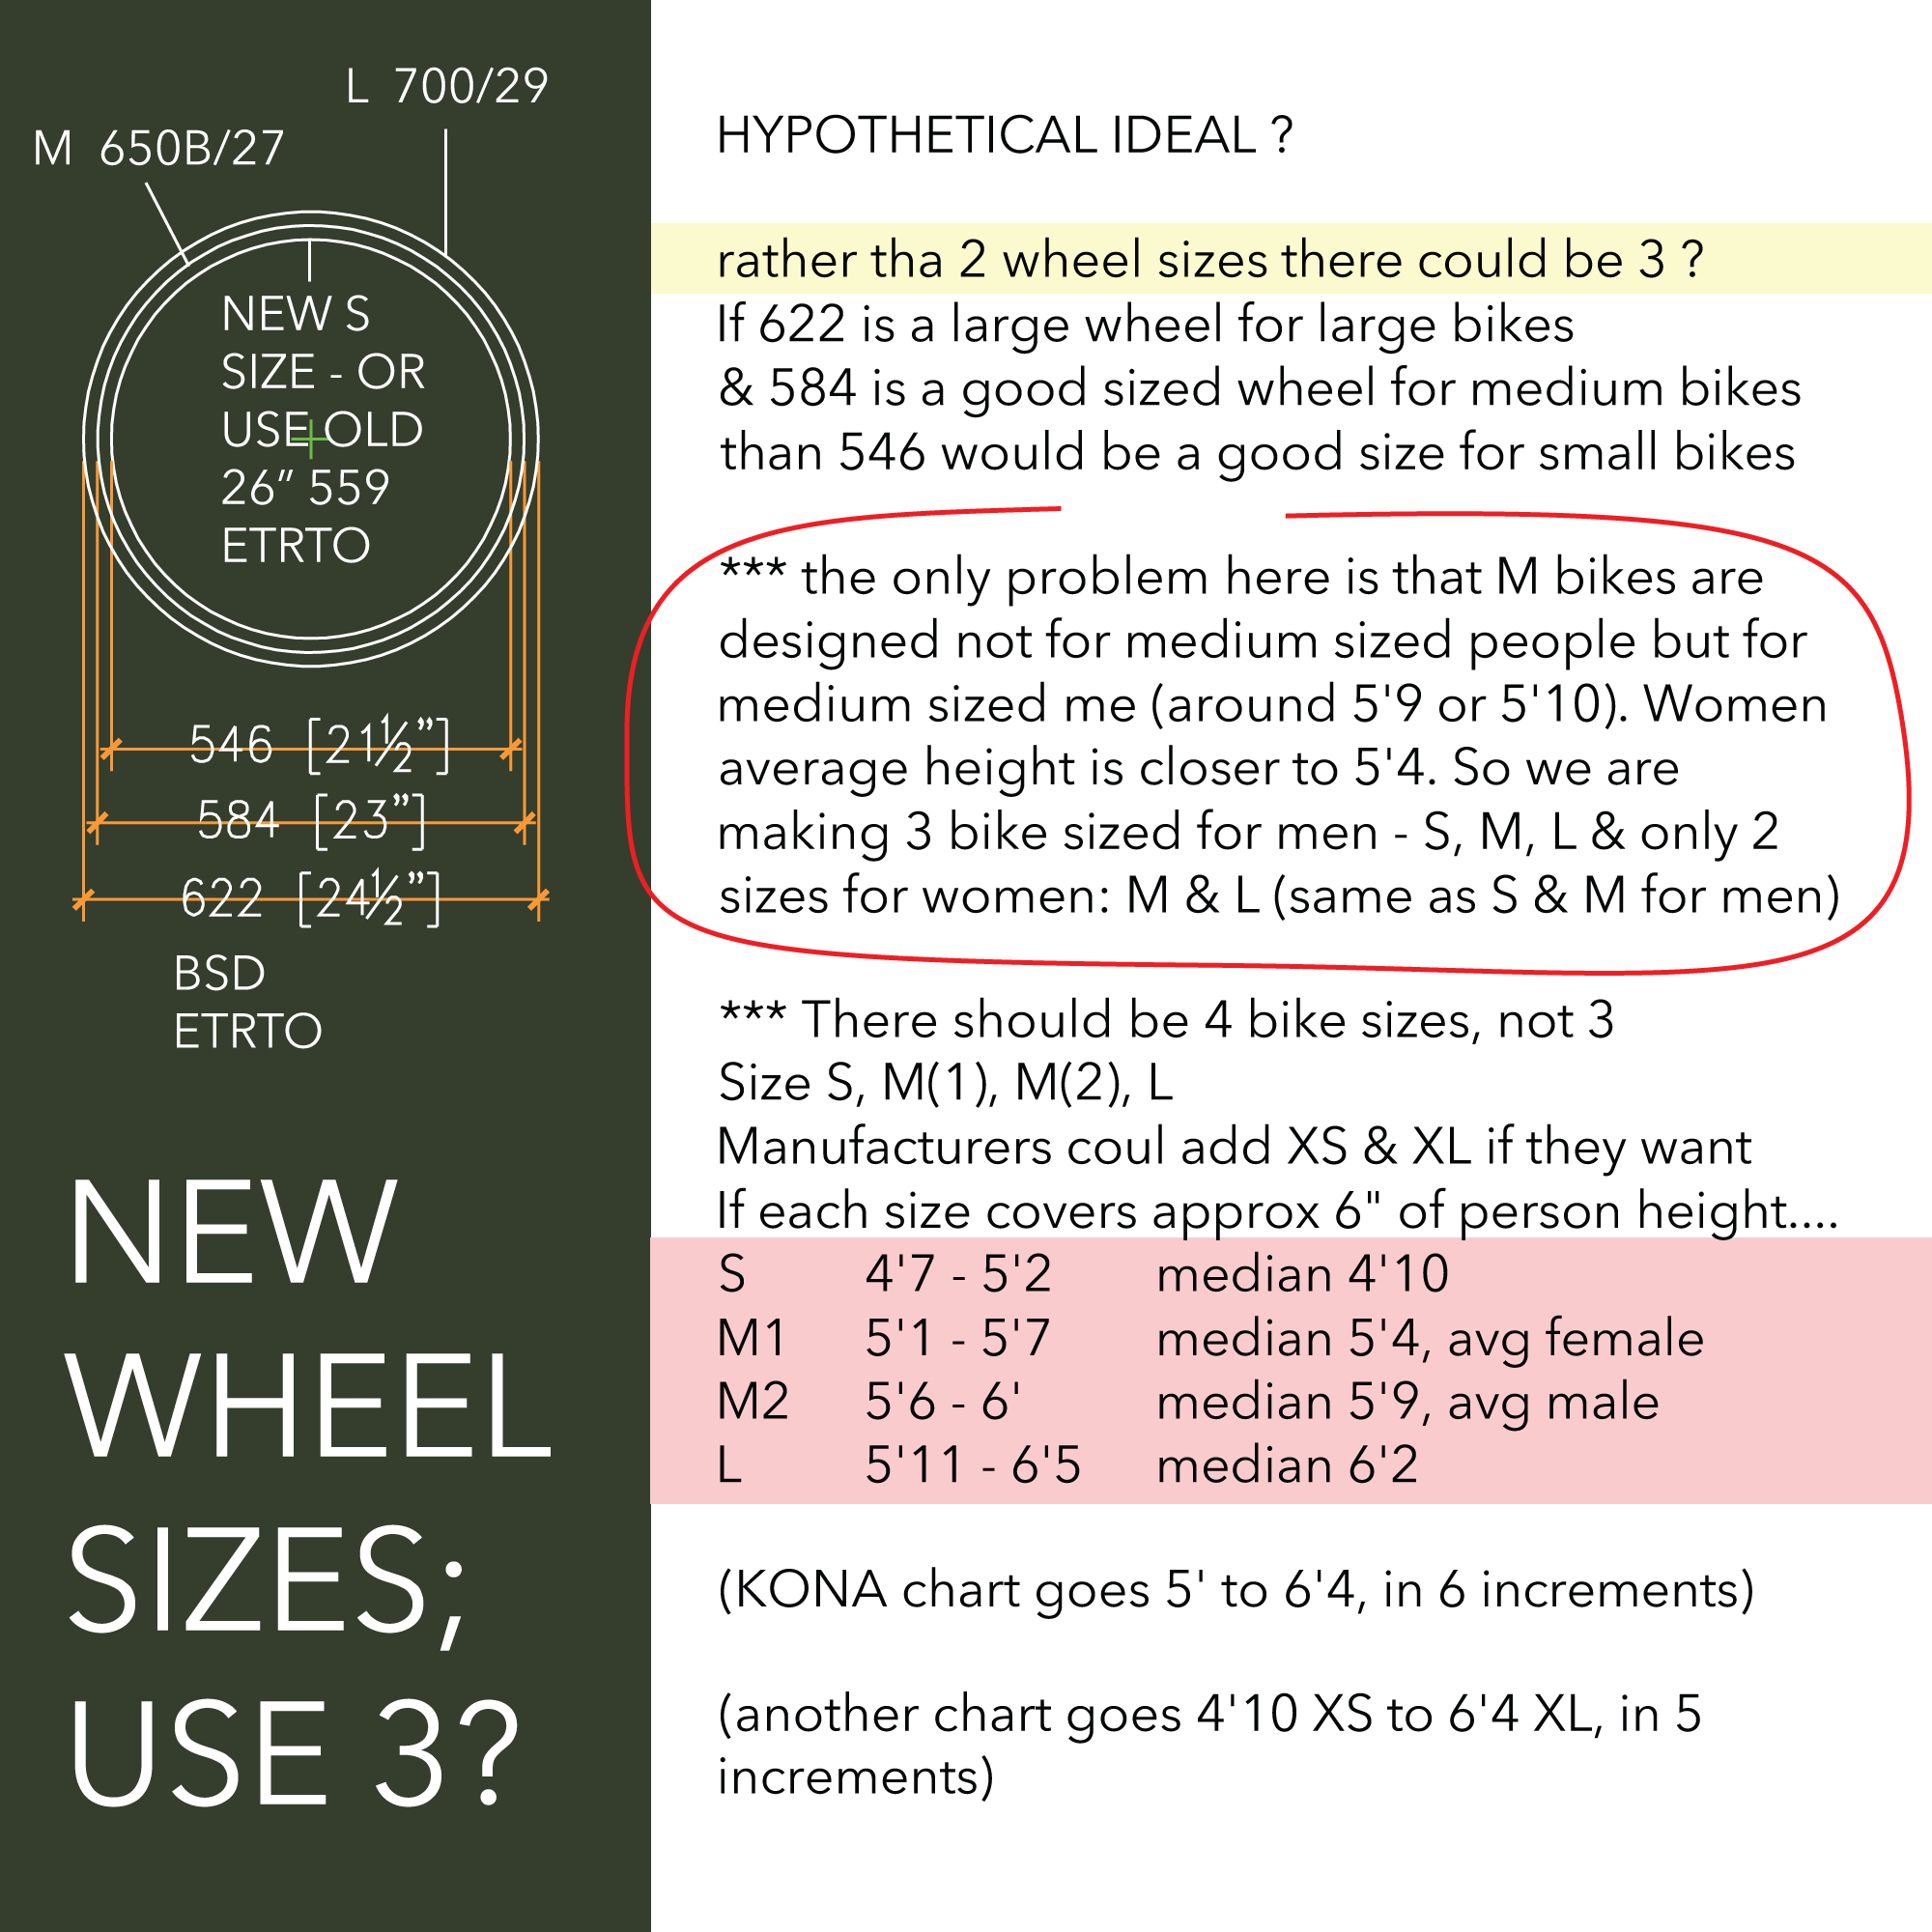 L 700/29
M 650B/27
NEW S
SIZE - OR
USE OLD
26" 559
ETRTO
546 [21½"]
584 [23"]
622 [24½"]
BSD
ETRTO
NEW
WHEEL
SIZES;
USE 3?
HYPOTHETICAL IDEAL ?
rather tha 2 wheel sizes there could be 3 ?
If 622 is a large wheel for large bikes
& 584 is a good sized wheel for medium bikes
than 546 would be a good size for small bikes
*** the only problem here is that M bikes are
designed not for medium sized people but for
medium sized me (around 5'9 or 5'10). Women
average height is closer to 5'4. So we are
making 3 bike sized for men - S, M, L & only 2
sizes for women: M & L (same as S & M for men)
*** There should be 4 bike sizes, not 3
Size S, M(1), M(2), L
Manufacturers coul add XS & XL if they want
If each size covers approx 6" of person height....
S 4'7 - 5'2 median 4'10
M1 5'1 - 5'7 median 5'4, avg female
M2 5'6 - 6' median 5'9, avg male
L 5'11 - 6'5 median 6'2
(KONA chart goes 5' to 6'4, in 6 increments)
(another chart goes 4'10 XS to 6'4 XL, in 5
increments)